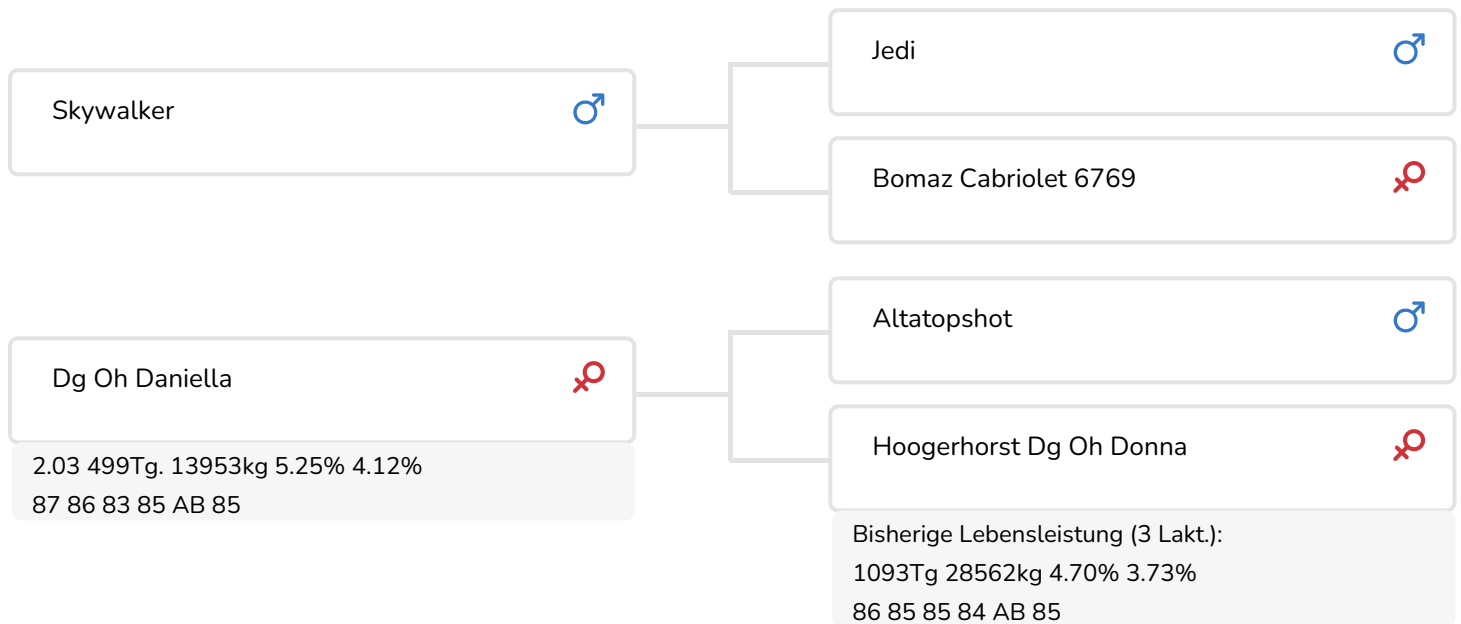 Skywalker
Jedi
Bomaz Cabriolet 6769
Dg Oh Daniella
2.03 499Tg. 13953kg 5.25% 4.12%
87 86 83 85 AB 85
Altatopshot
Hoogerhorst Dg Oh Donna
Bisherige Lebensleistung (3 Lakt.):
1093Tg 28562kg 4.70% 3.73%
86 85 85 84 AB 85